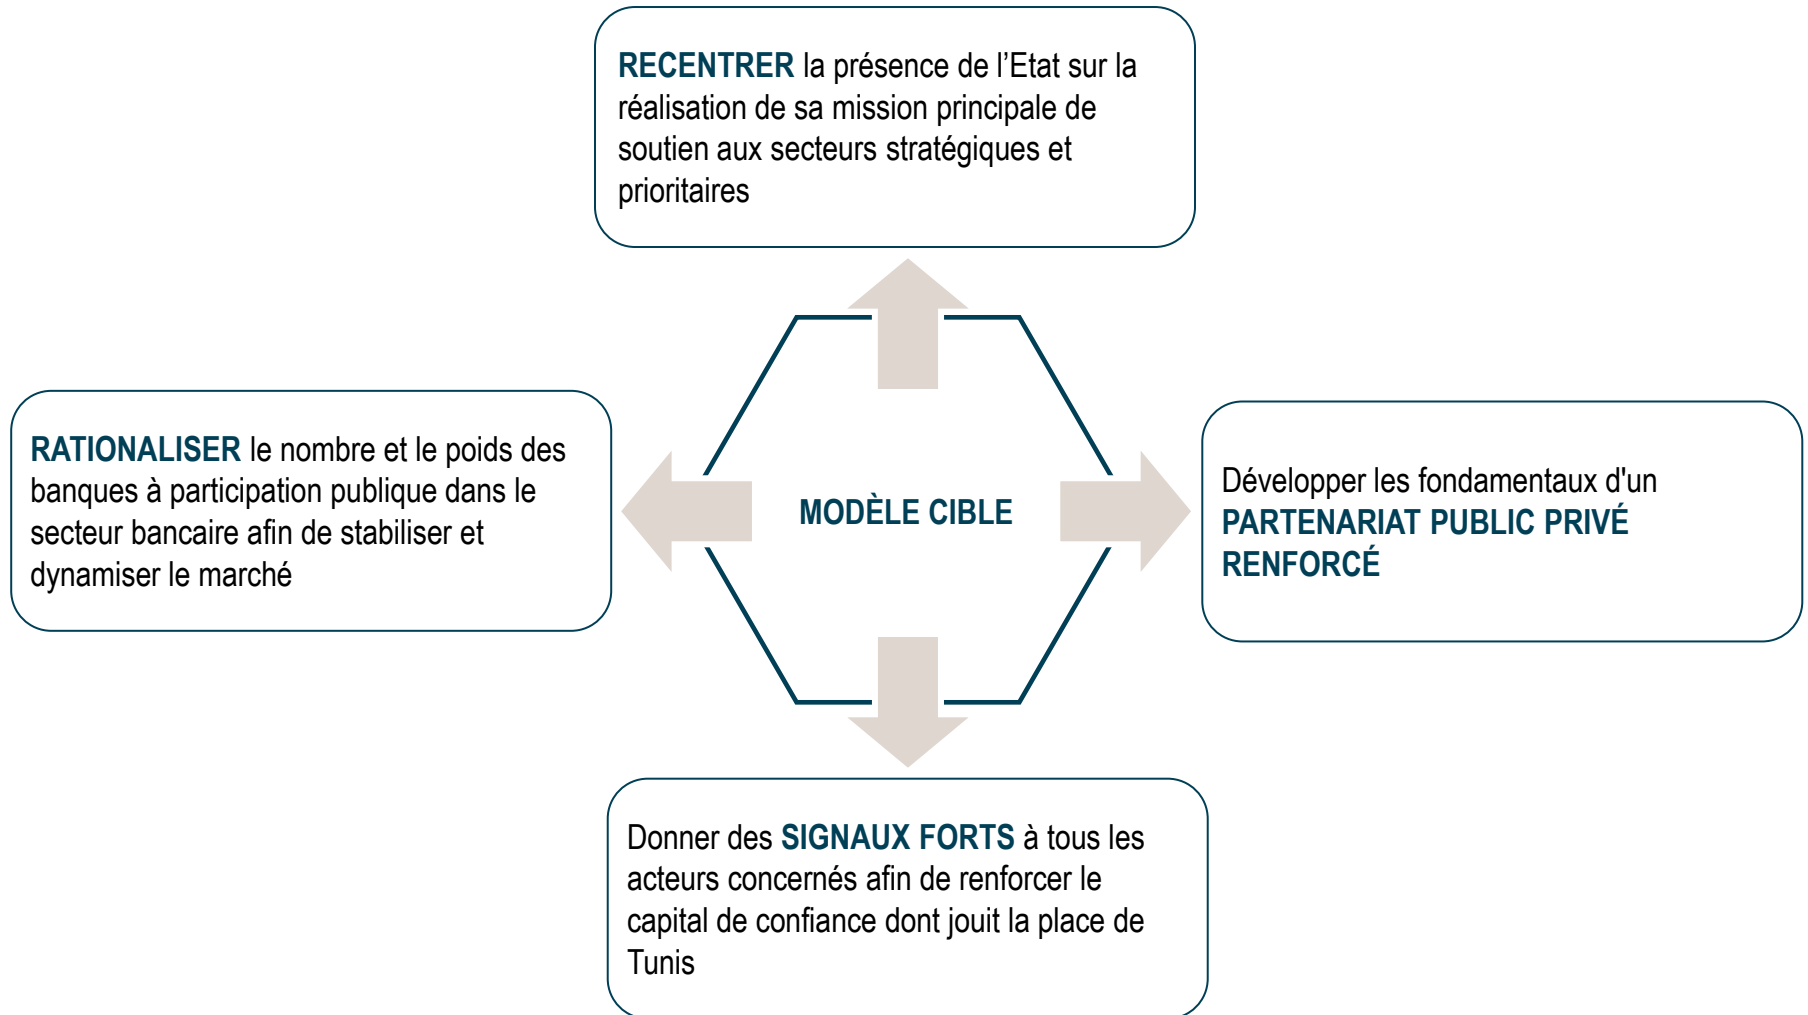 RECENTRER la présence de l’Etat sur la
réalisation de sa mission principale de
soutien aux secteurs stratégiques et
prioritaires
RATIONALISER le nombre et le poids des
banques à participation publique dans le
secteur bancaire afin de stabiliser et
dynamiser le marché
MODÈLE CIBLE
Développer les fondamentaux d'un
PARTENARIAT PUBLIC PRIVÉ
RENFORCÉ
Donner des SIGNAUX FORTS à tous les
acteurs concernés afin de renforcer le
capital de confiance dont jouit la place de
Tunis